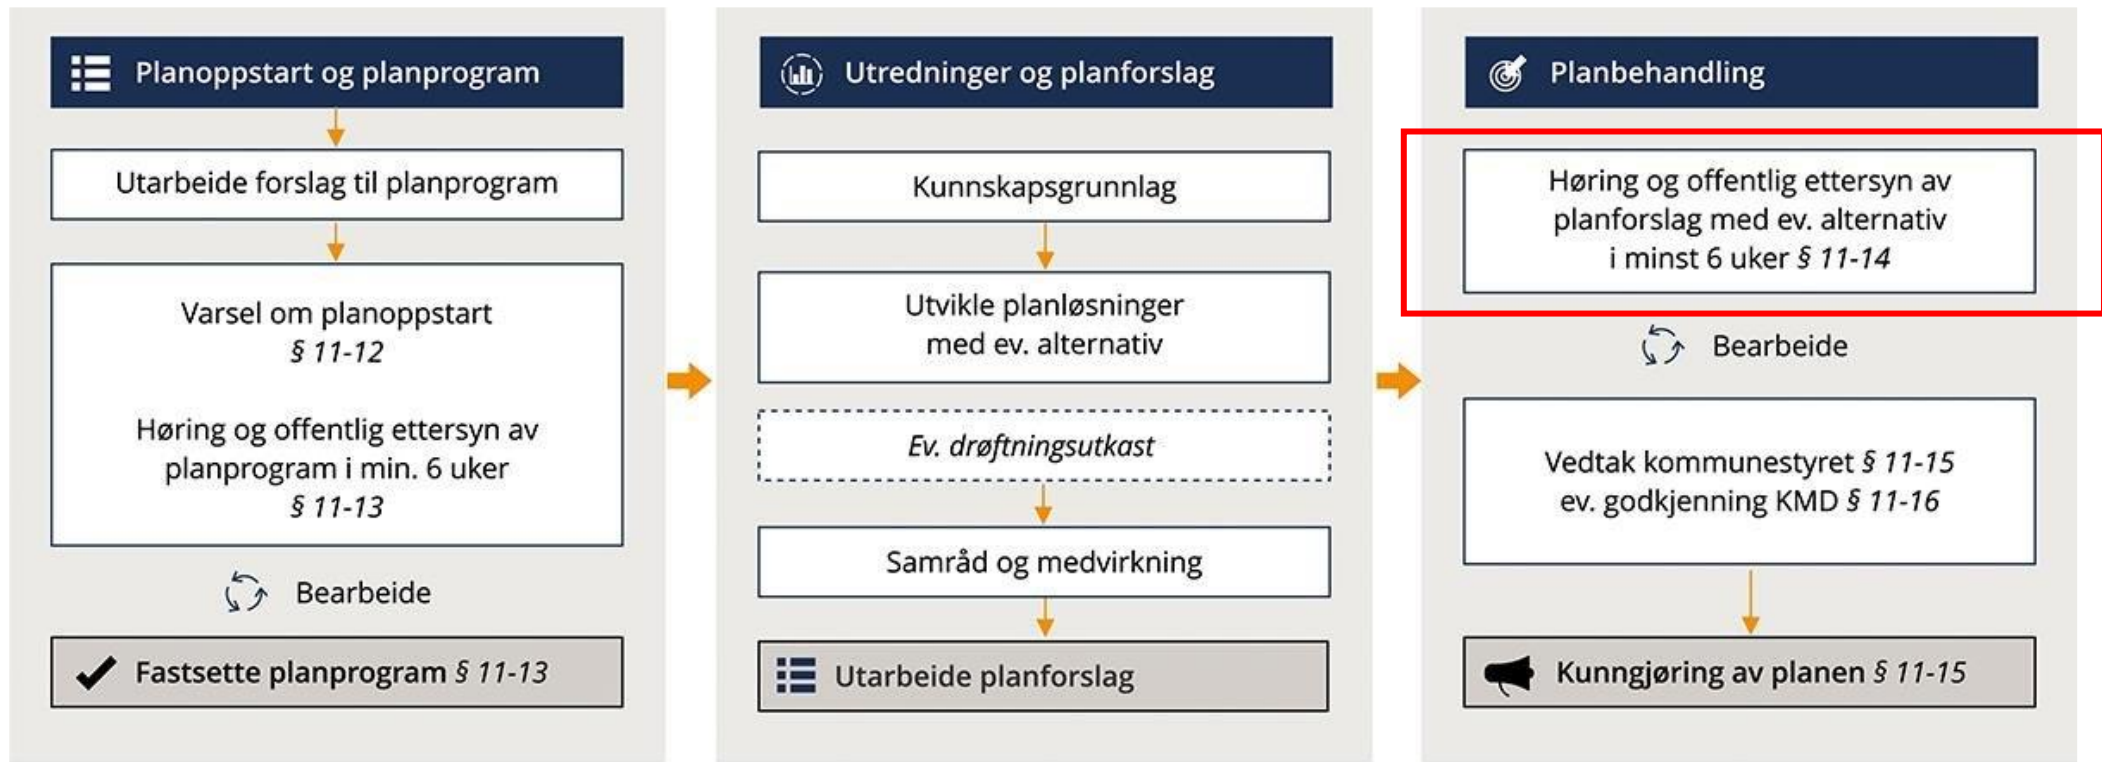 Planoppstart og planprogram
Utarbeide forslag til planprogram
Varsel om planoppstart
§ 11-12
Høring og offentlig ettersyn av
planprogram i min. 6 uker
§ 11-13
Bearbeide
Fastsette planprogram § 11-13
Utredninger og planforslag
Kunnskapsgrunnlag
Utvikle planløsninger
med ev. alternativ
Ev. drøftningsutkast
Samråd og medvirkning
Utarbeide planforslag
Planbehandling
Høring og offentlig ettersyn av
planforslag med ev. alternativ
i minst 6 uker § 11-14
Bearbeide
Vedtak kommunestyret § 11-15
ev. godkjenning KMD § 11-16
Kunngjøring av planen § 11-15